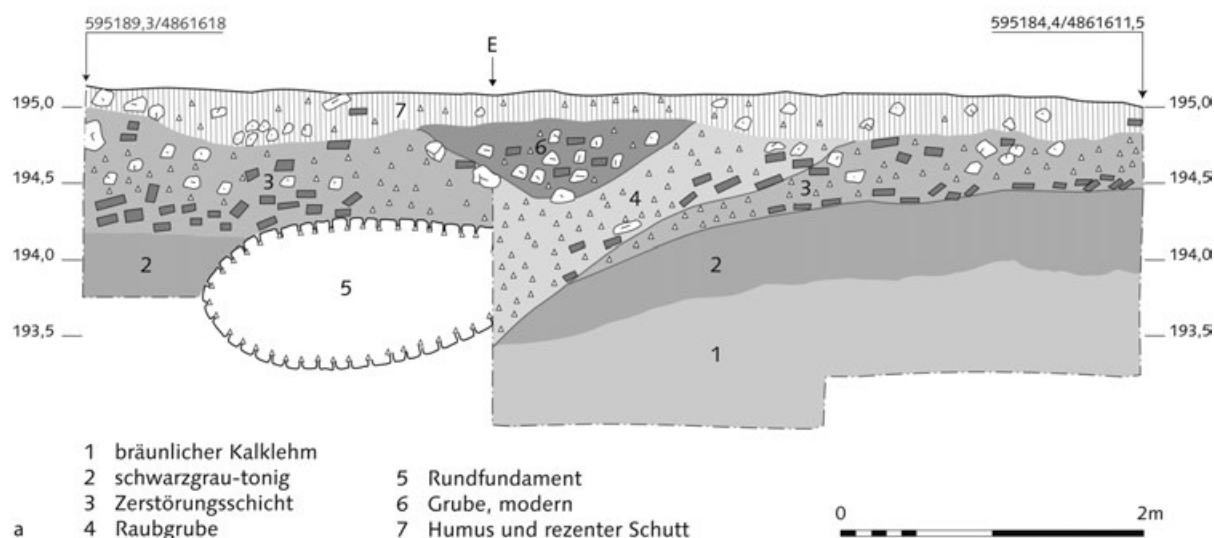 595189,3/4861618
595184,4/4861611,5
E
195,0
195,0
7
6
194,5
3
4
3
194,5
194,0
2
5
2
194,0
193,5
1
193,5
1 bräunlicher Kalklehm
2 schwarzgrau-tonig
3 Zerstörungsschicht
4 Raubgrube
5 Rundfundament
6 Grube, modern
7 Humus und rezenter Schutt
a
0
2m